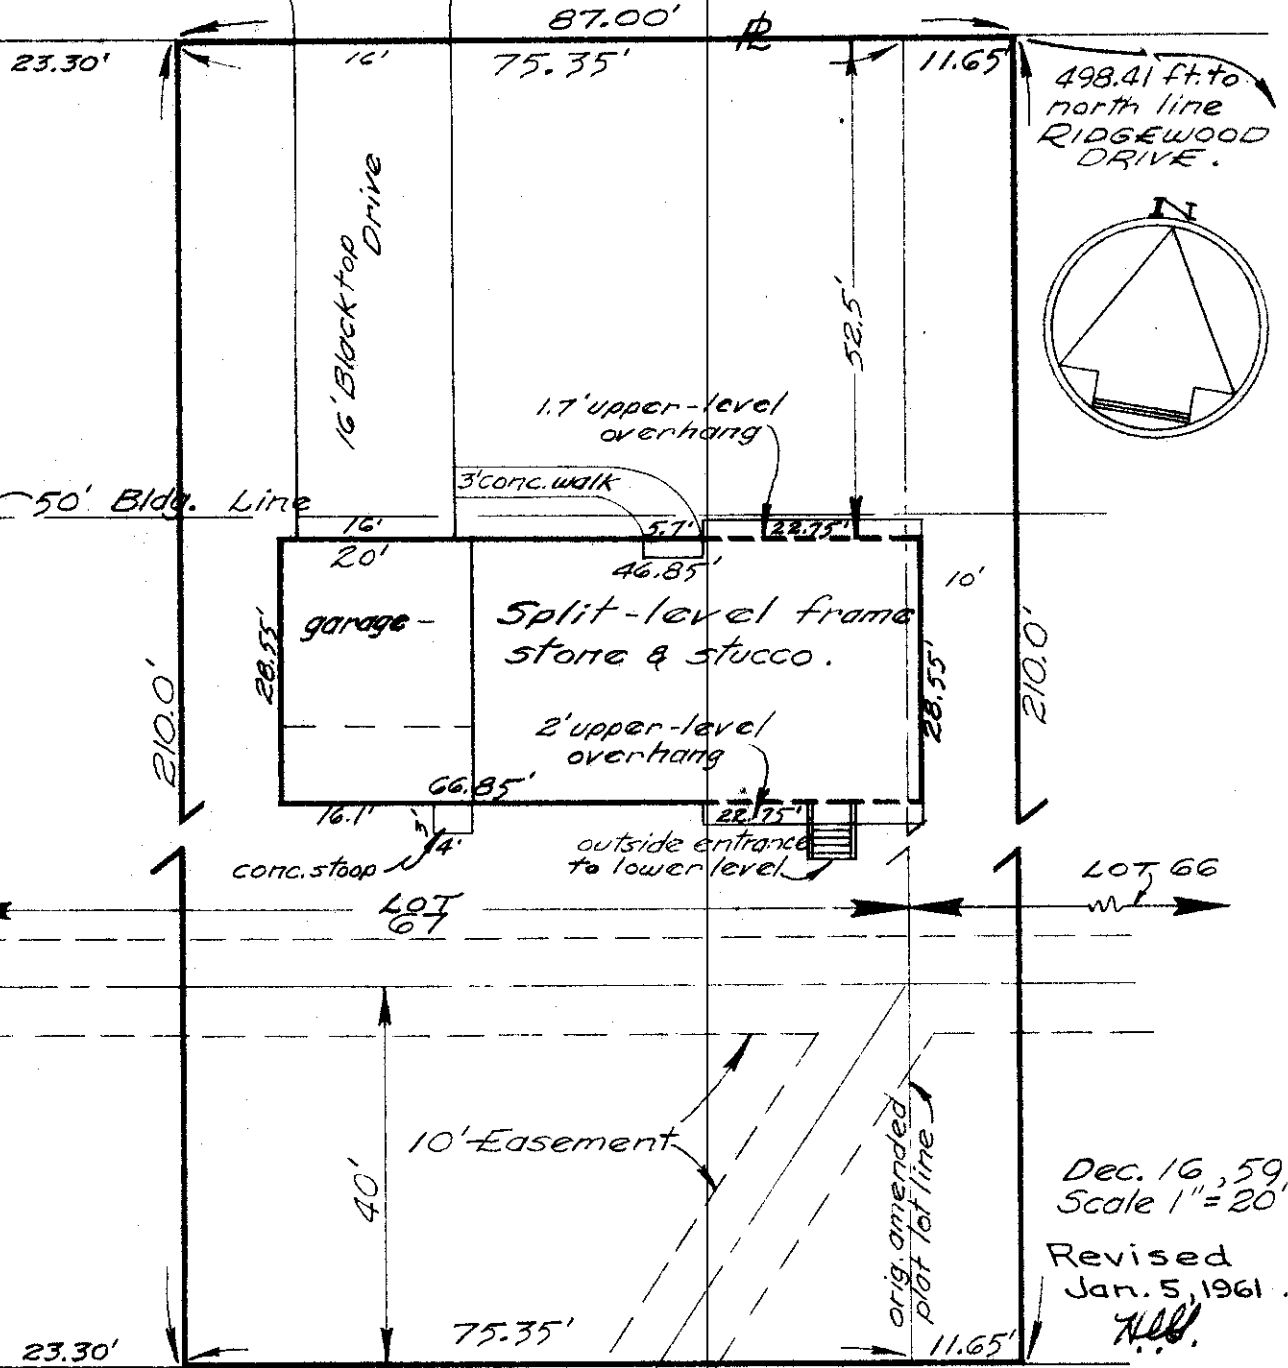 87.00'
PL
23.30'
16'
75.35'
11.65'
498.41 ft. to
north line
RIDGEWOOD
DRIVE.
N
16' Blacktop
Drive
52.5'
1.7' upper-level
overhang
3' conc. walk
50' Bldg. Line
16'
5.7'
22.75'
20'
46.85'
10'
garage -
Split-level frame
stone & stucco.
28.55'
28.55'
210.0'
210.0'
2' upper-level
overhang
66.85'
16.1'
3'
4'
22.75'
conc. stoop
outside entrance
to lower level
LOT
67
LOT 66
10' Easement
40'
orig. amended
plat lot line
Dec. 16, 59
Scale 1" = 20'
Revised
Jan. 5, 1961.
23.30'
75.35'
11.65'